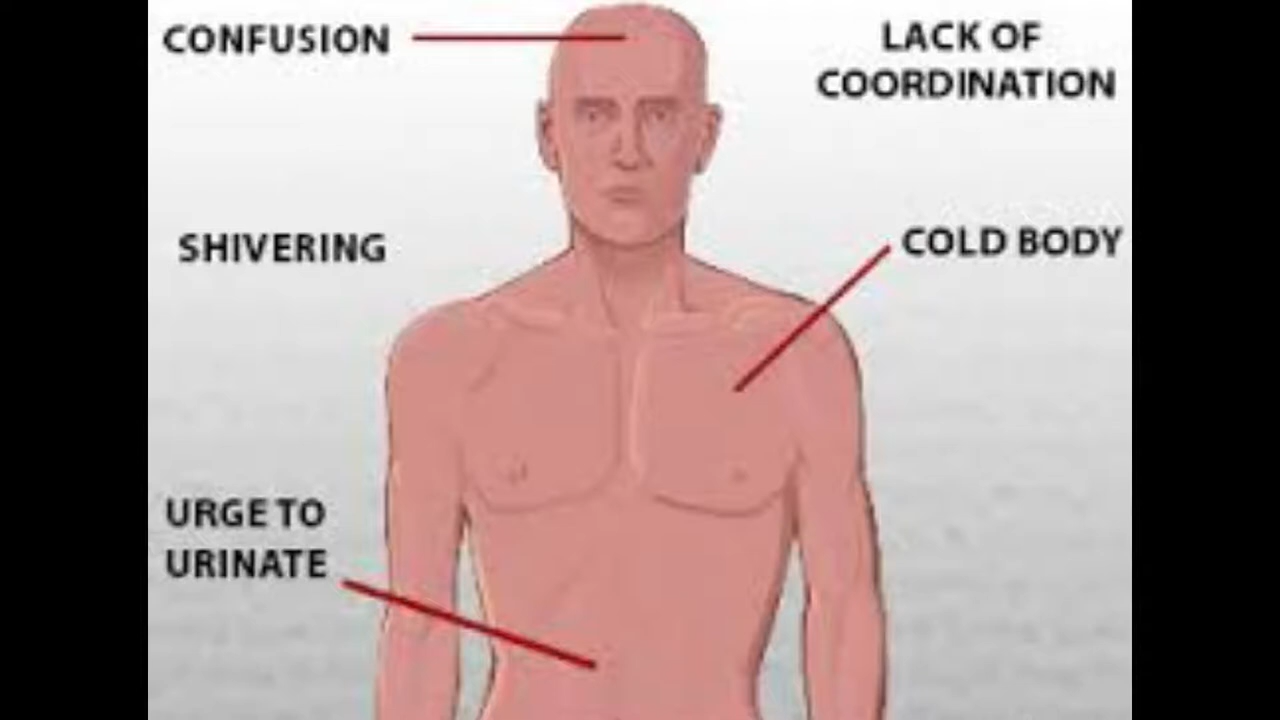 CONFUSION
LACK OF
COORDINATION
SHIVERING
COLD BODY
URGE TO
URINATE